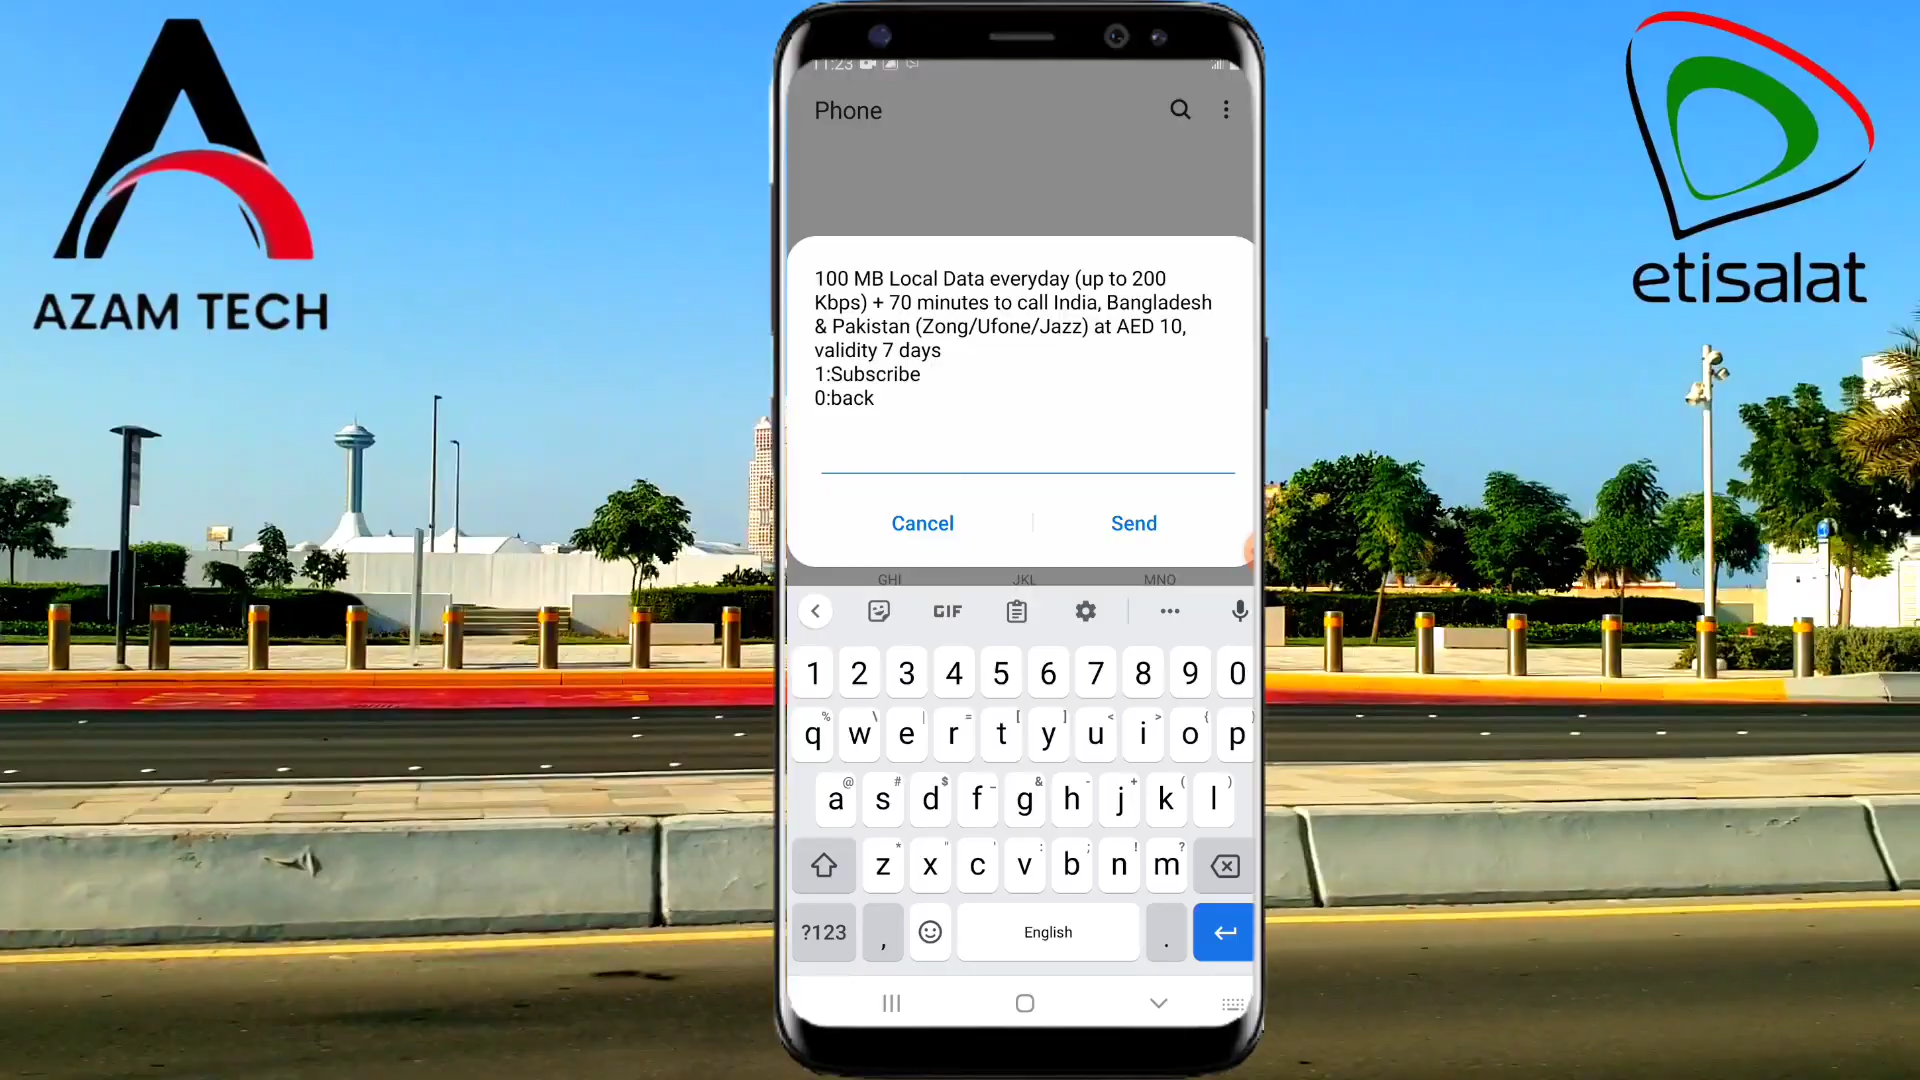 AZAM TECH
etisalat
11:23
Phone
100 MB Local Data everyday (up to 200
Kbps) + 70 minutes to call India, Bangladesh
& Pakistan (Zong/Ufone/Jazz) at AED 10,
validity 7 days
1:Subscribe
0:back
Cancel
Send
GHI JKL MNO
GIF
1 2 3 4 5 6 7 8 9 0
% \ | = [ ] < > { }
q w e r t y u i o p
@ # $ _ & - + ( )
a s d f g h j k l
* " ' : ; ! ?
z x c v b n m
?123 , English .